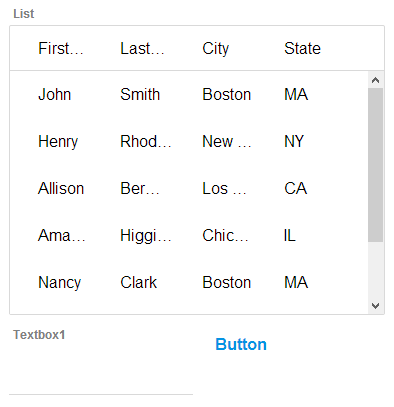 List
First... Last... City State
John Smith Boston MA
Henry Rhod... New ... NY
Allison Ber... Los ... CA
Ama... Higgi... Chic... IL
Nancy Clark Boston MA
Textbox1
Button